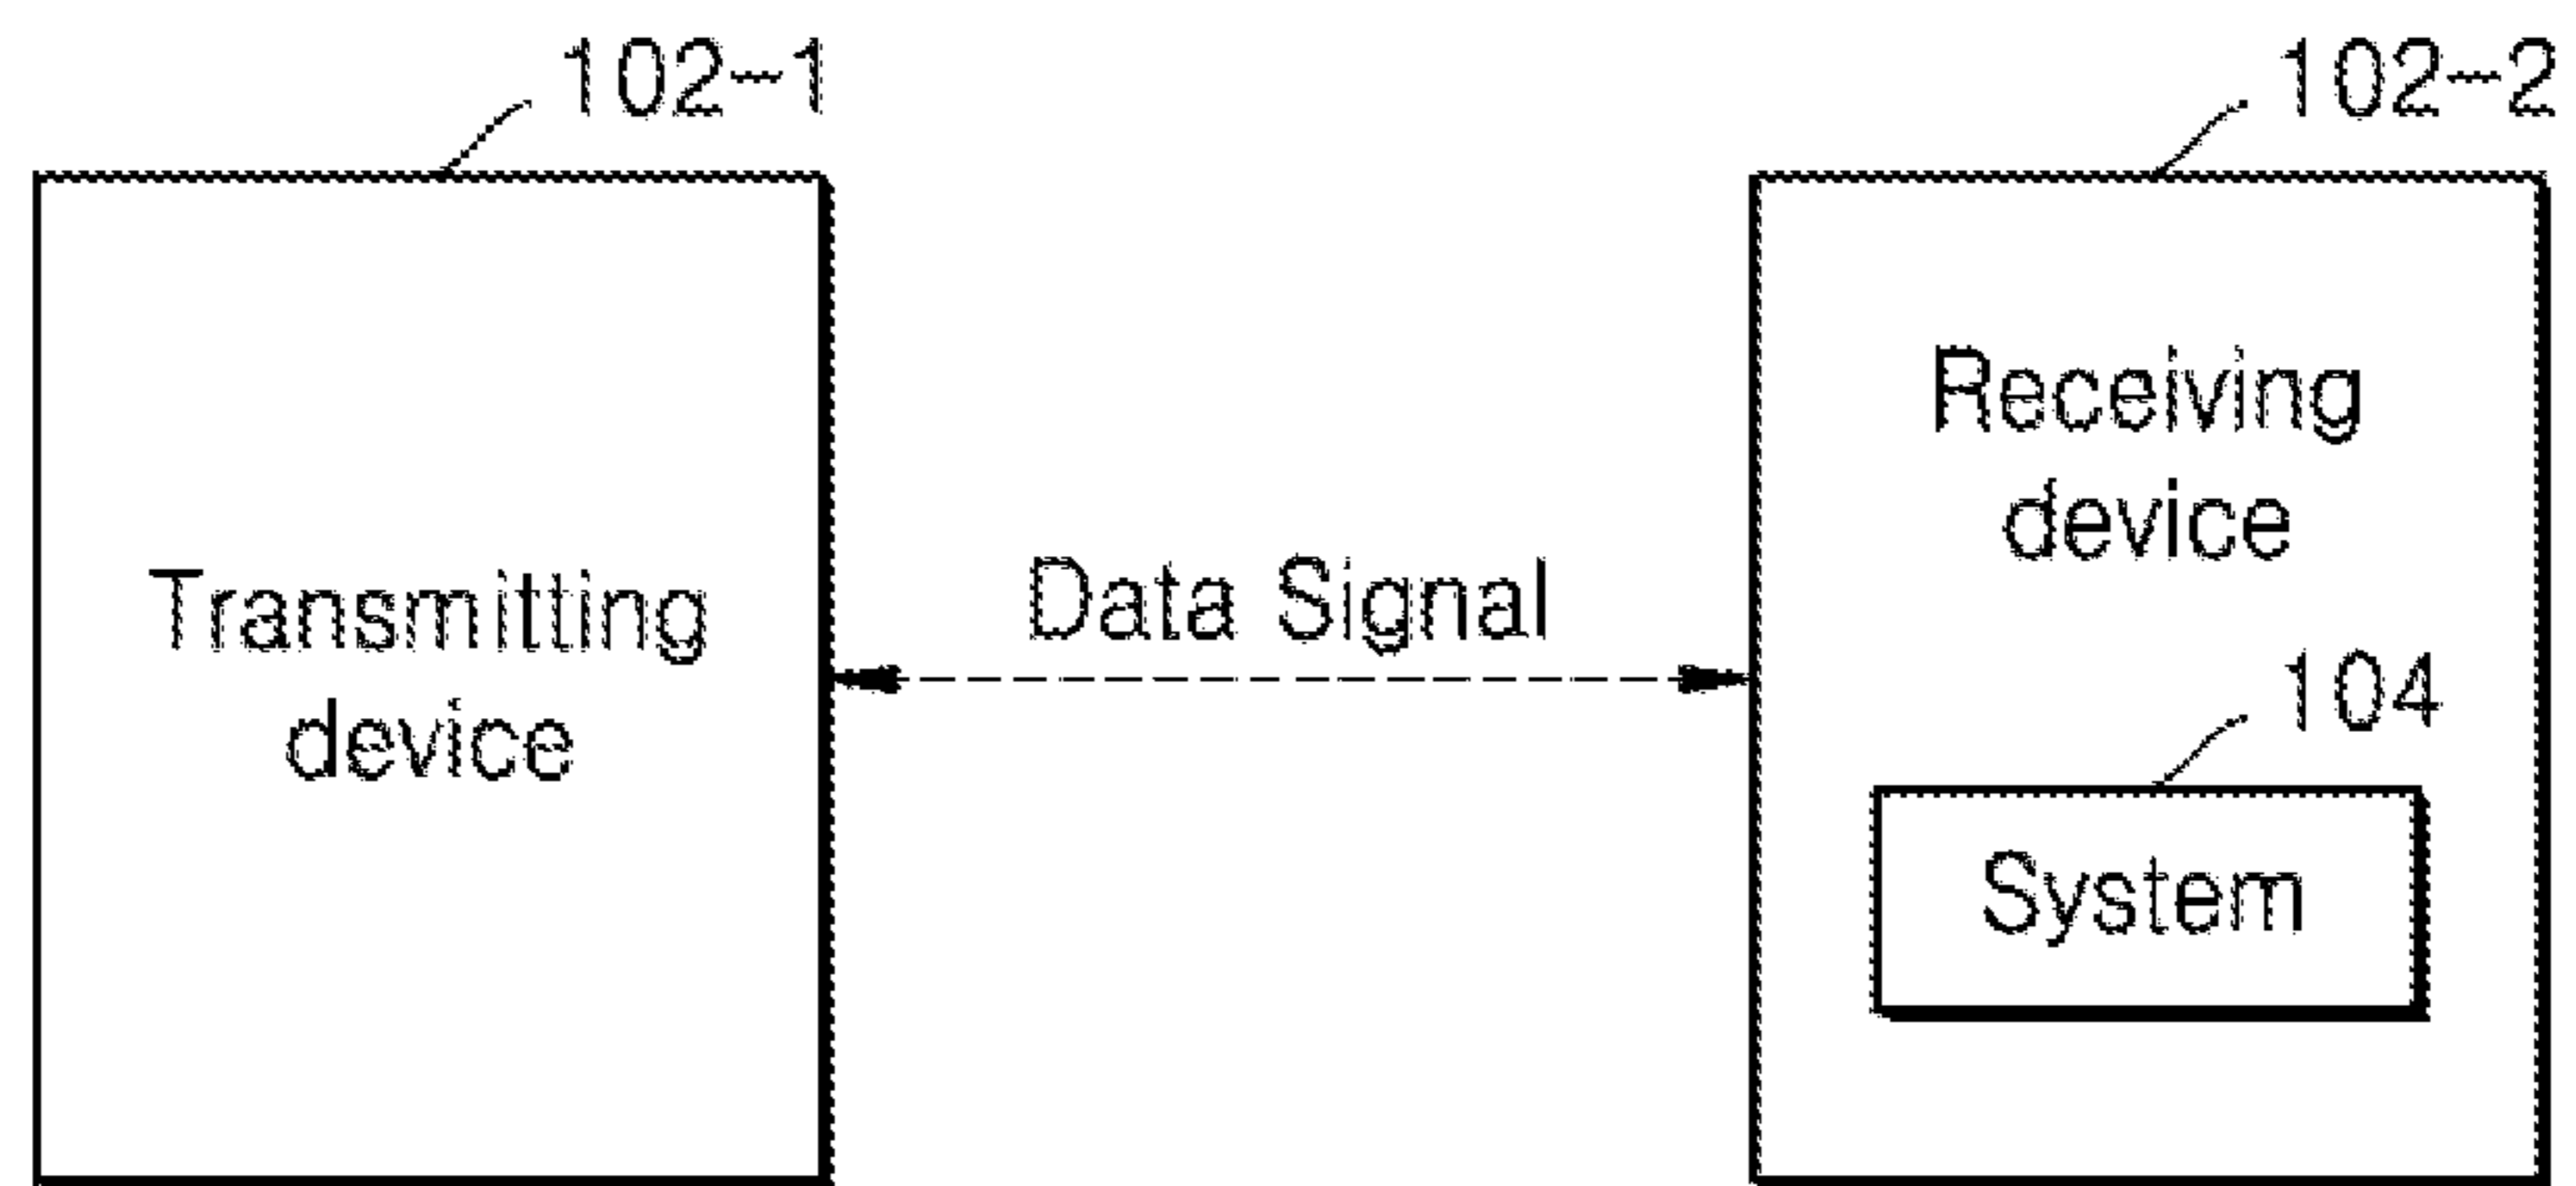 102-1
102-2
Transmitting
device
Data Signal
Receiving
device
104
System